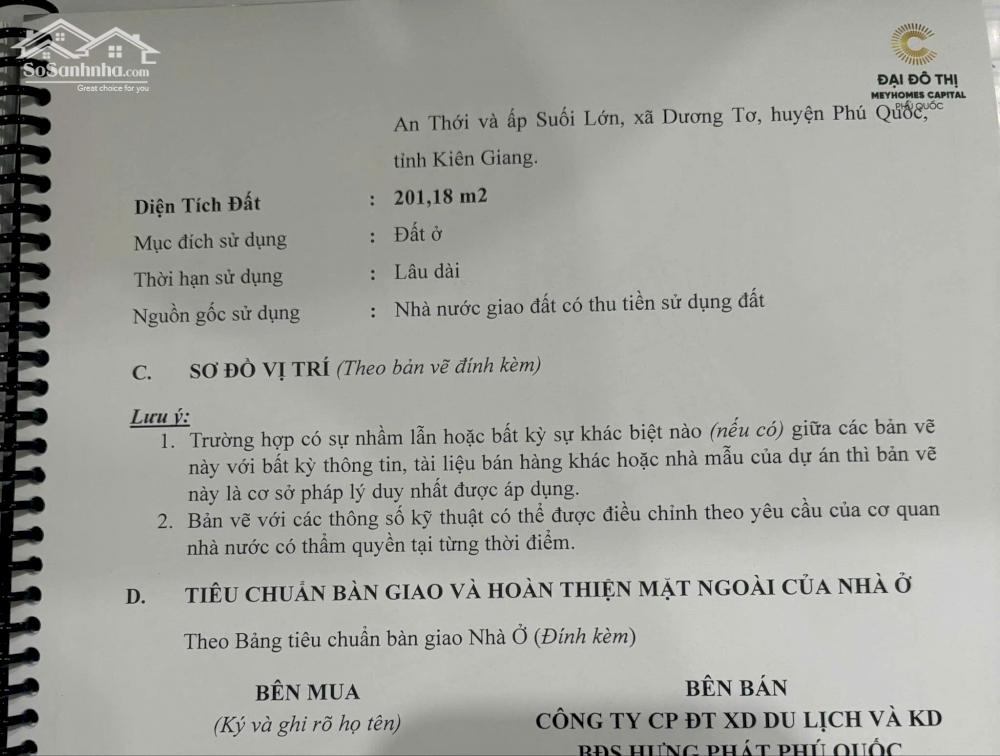 SoSanhnha.com
Great choice for you
ĐẠI ĐÔ THỊ
MEYHOMES CAPITAL
PHÚ QUỐC
An Thới và ấp Suối Lớn, xã Dương Tơ, huyện Phú Quốc,
tỉnh Kiên Giang.
Diện Tích Đất : 201,18 m2
Mục đích sử dụng : Đất ở
Thời hạn sử dụng : Lâu dài
Nguồn gốc sử dụng : Nhà nước giao đất có thu tiền sử dụng đất
C. SƠ ĐỒ VỊ TRÍ (Theo bản vẽ đính kèm)
Lưu ý:
1. Trường hợp có sự nhầm lẫn hoặc bất kỳ sự khác biệt nào (nếu có) giữa các bản vẽ
này với bất kỳ thông tin, tài liệu bán hàng khác hoặc nhà mẫu của dự án thì bản vẽ
này là cơ sở pháp lý duy nhất được áp dụng.
2. Bản vẽ với các thông số kỹ thuật có thể được điều chỉnh theo yêu cầu của cơ quan
nhà nước có thẩm quyền tại từng thời điểm.
D. TIÊU CHUẨN BÀN GIAO VÀ HOÀN THIỆN MẶT NGOÀI CỦA NHÀ Ở
Theo Bảng tiêu chuẩn bàn giao Nhà Ở (Đính kèm)
BÊN MUA
(Ký và ghi rõ họ tên)
BÊN BÁN
CÔNG TY CP ĐT XD DU LỊCH VÀ KD
BĐS HƯNG PHÁT PHÚ QUỐC